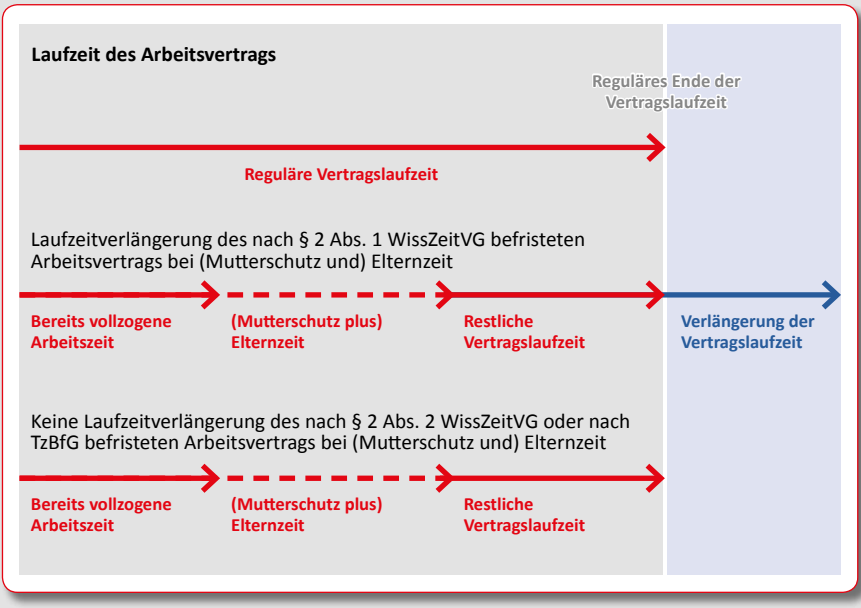 Laufzeit des Arbeitsvertrags
Reguläres Ende der
Vertragslaufzeit
Reguläre Vertragslaufzeit
Laufzeitverlängerung des nach § 2 Abs. 1 WissZeitVG befristeten
Arbeitsvertrags bei (Mutterschutz und) Elternzeit
Bereits vollzogene
Arbeitszeit
(Mutterschutz plus)
Elternzeit
Restliche
Vertragslaufzeit
Verlängerung der
Vertragslaufzeit
Keine Laufzeitverlängerung des nach § 2 Abs. 2 WissZeitVG oder nach
TzBfG befristeten Arbeitsvertrags bei (Mutterschutz und) Elternzeit
Bereits vollzogene
Arbeitszeit
(Mutterschutz plus)
Elternzeit
Restliche
Vertragslaufzeit